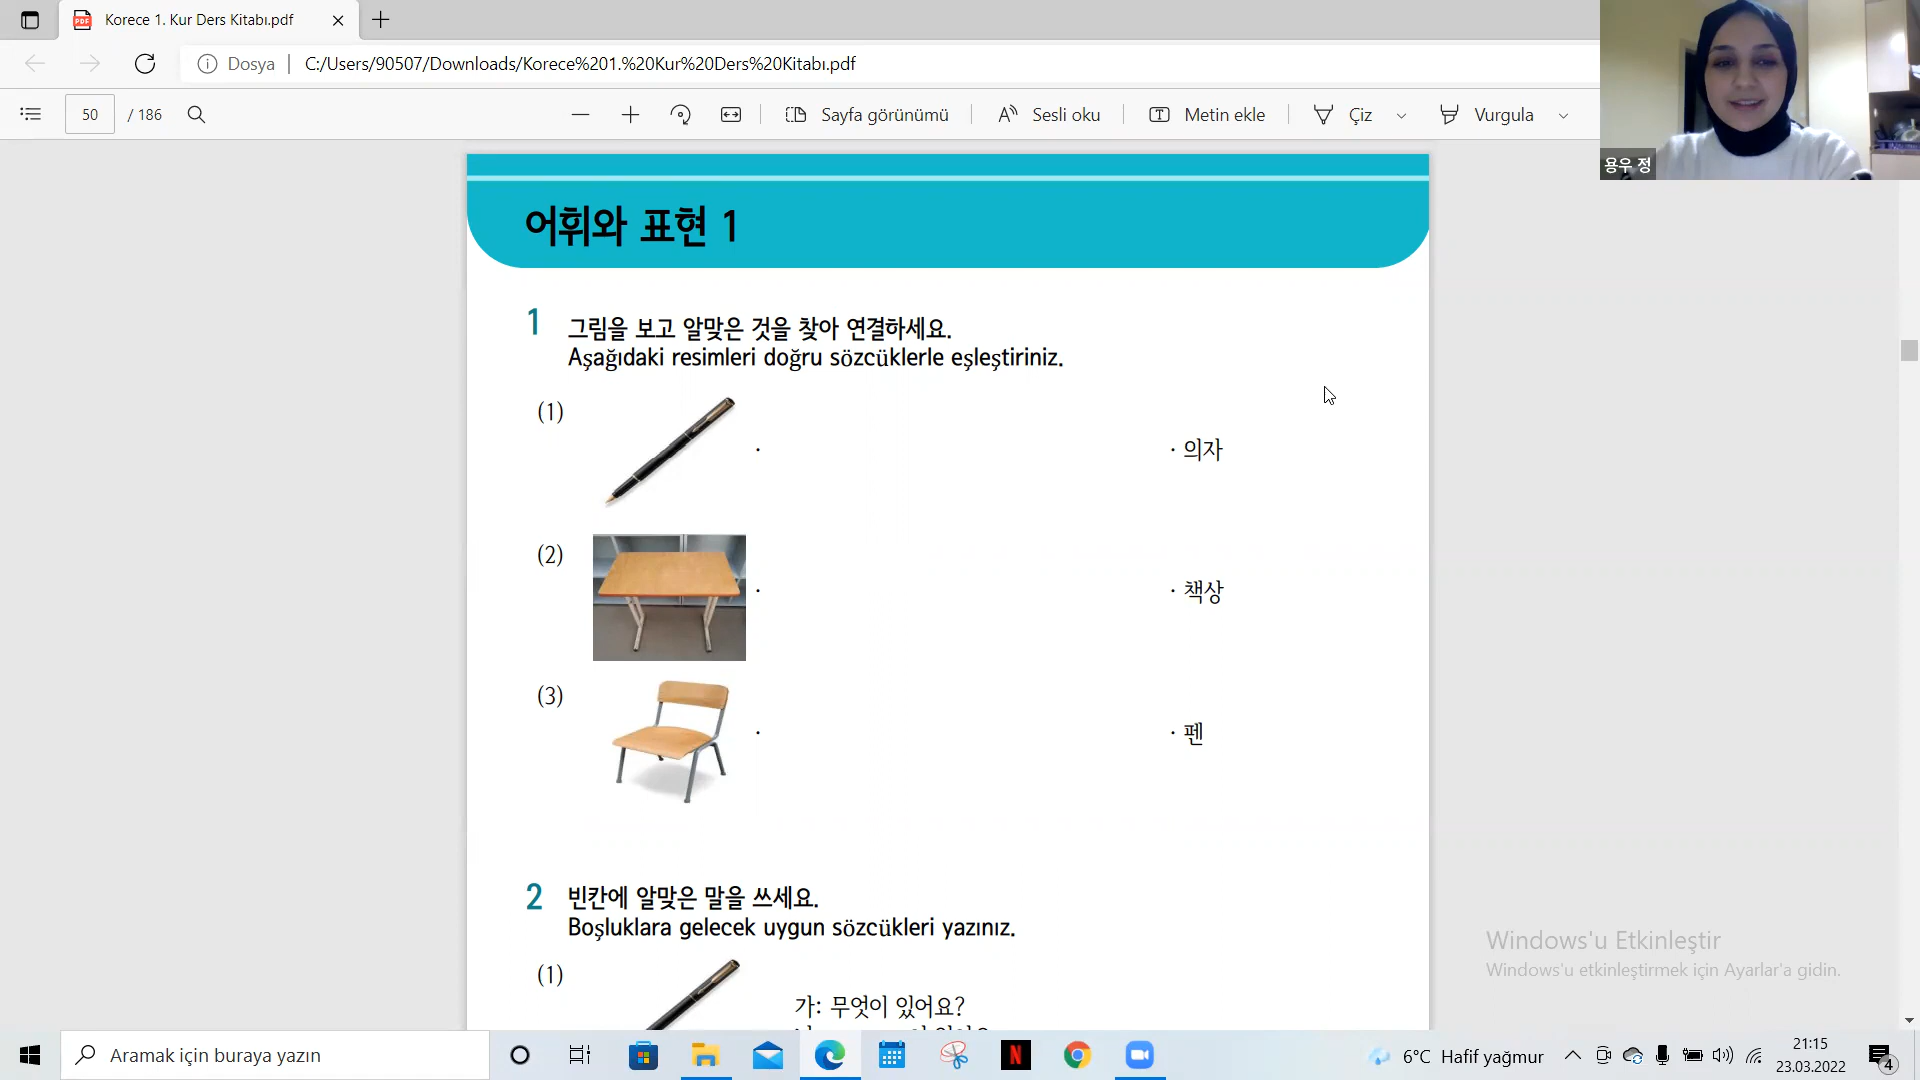 Korece 1. Kur Ders Kitabı.pdf
Dosya
C:/Users/90507/Downloads/Korece%201.%20Kur%20Ders%20Kitabı.pdf
50 / 186
Sayfa görünümü
Sesli oku
Metin ekle
Çiz
Vurgula
용우 정
어휘와 표현 1
1 그림을 보고 알맞은 것을 찾아 연결하세요.
Aşağıdaki resimleri doğru sözcüklerle eşleştiriniz.
(1) · · 의자
(2) · · 책상
(3) · · 펜
2 빈칸에 알맞은 말을 쓰세요.
Boşluklara gelecek uygun sözcükleri yazınız.
(1)
가: 무엇이 있어요?
Windows'u Etkinleştir
Windows'u etkinleştirmek için Ayarlar'a gidin.
Aramak için buraya yazın
6°C Hafif yağmur
21:15
23.03.2022
4